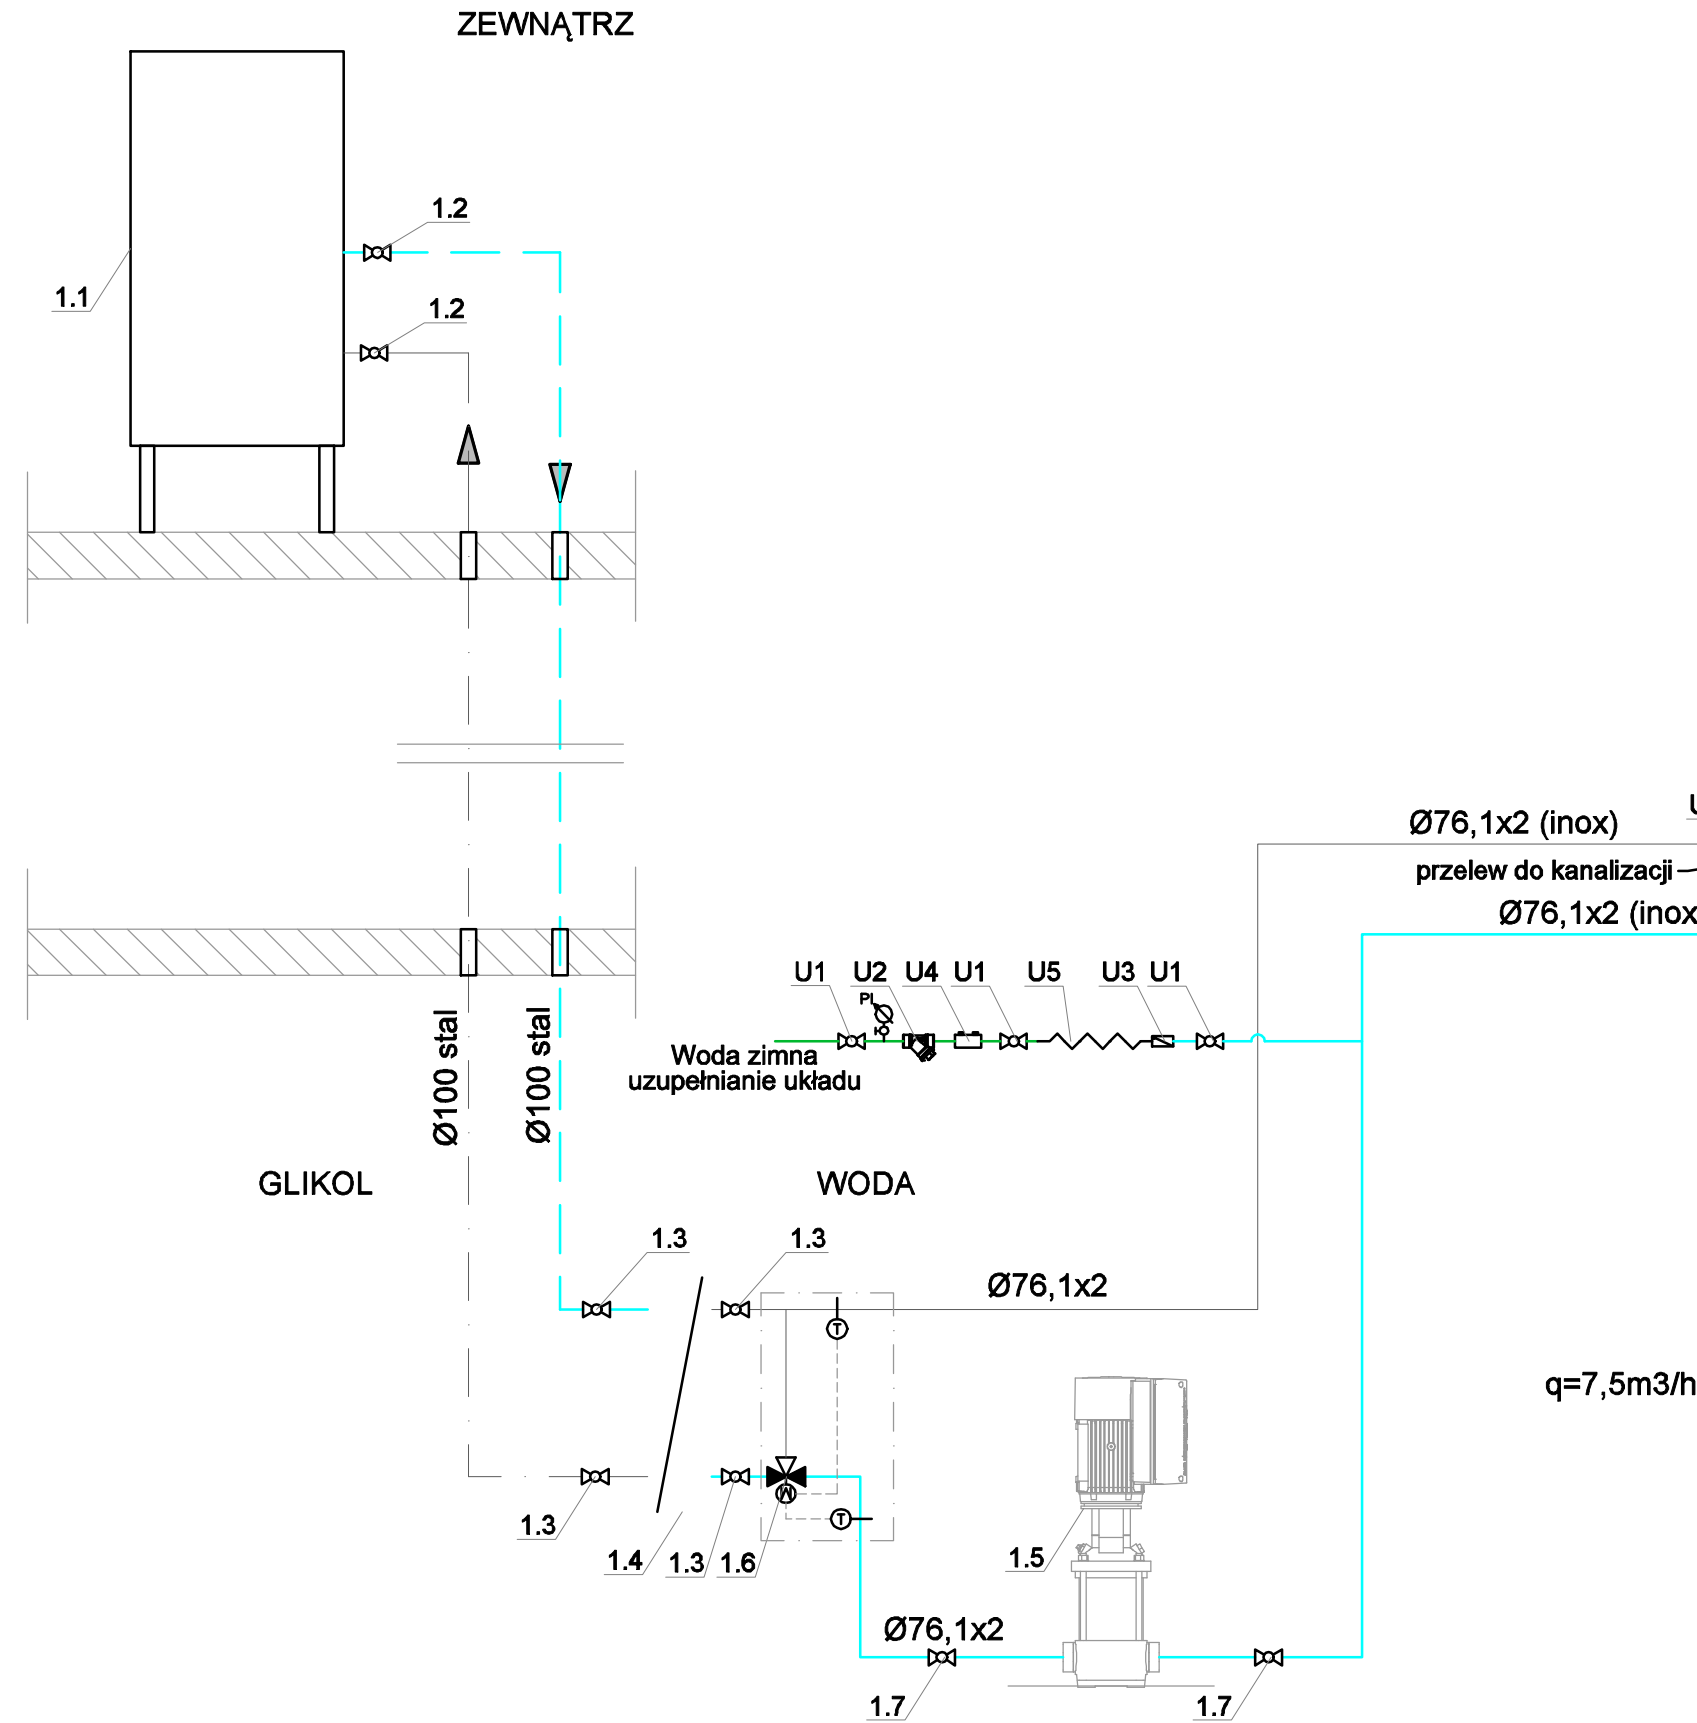 ZEWNĄTRZ
1.2
1.1
1.2
Ø76,1x2 (inox)
przelew do kanalizacji
Ø76,1x2 (inox
U1
U2
U4
U1
U5
U3
U1
PI
Woda zimna
uzupełnianie układu
Ø100 stal
Ø100 stal
GLIKOL
WODA
1.3
1.3
Ø76,1x2
T
q=7,5m3/h
M
T
1.3
1.4
1.3
1.6
1.5
Ø76,1x2
1.7
1.7